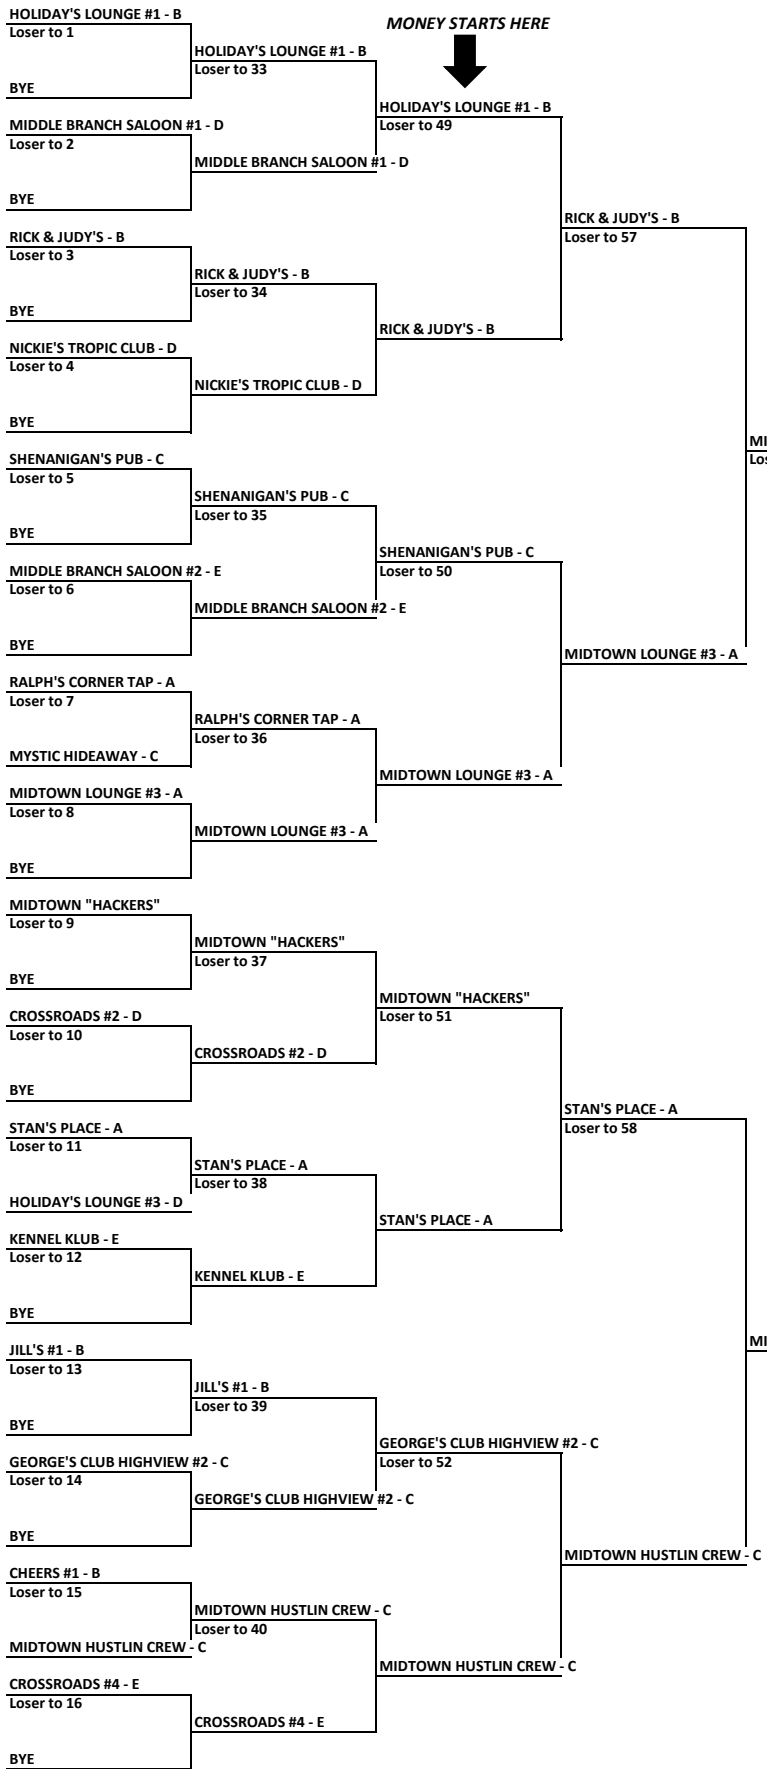 HOLIDAY'S LOUNGE #1 - B
MONEY STARTS HERE
Loser to 1
HOLIDAY'S LOUNGE #1 - B
Loser to 33
BYE
HOLIDAY'S LOUNGE #1 - B
MIDDLE BRANCH SALOON #1 - D
Loser to 49
Loser to 2
MIDDLE BRANCH SALOON #1 - D
BYE
RICK & JUDY'S - B
RICK & JUDY'S - B
Loser to 57
Loser to 3
RICK & JUDY'S - B
Loser to 34
BYE
RICK & JUDY'S - B
NICKIE'S TROPIC CLUB - D
Loser to 4
NICKIE'S TROPIC CLUB - D
BYE
MI
SHENANIGAN'S PUB - C
Los
Loser to 5
SHENANIGAN'S PUB - C
Loser to 35
BYE
SHENANIGAN'S PUB - C
MIDDLE BRANCH SALOON #2 - E
Loser to 50
Loser to 6
MIDDLE BRANCH SALOON #2 - E
BYE
MIDTOWN LOUNGE #3 - A
RALPH'S CORNER TAP - A
Loser to 7
RALPH'S CORNER TAP - A
Loser to 36
MYSTIC HIDEAWAY - C
MIDTOWN LOUNGE #3 - A
MIDTOWN LOUNGE #3 - A
Loser to 8
MIDTOWN LOUNGE #3 - A
BYE
MIDTOWN "HACKERS"
Loser to 9
MIDTOWN "HACKERS"
Loser to 37
BYE
MIDTOWN "HACKERS"
CROSSROADS #2 - D
Loser to 51
Loser to 10
CROSSROADS #2 - D
BYE
STAN'S PLACE - A
STAN'S PLACE - A
Loser to 58
Loser to 11
STAN'S PLACE - A
Loser to 38
HOLIDAY'S LOUNGE #3 - D
STAN'S PLACE - A
KENNEL KLUB - E
Loser to 12
KENNEL KLUB - E
BYE
MI
JILL'S #1 - B
Loser to 13
JILL'S #1 - B
Loser to 39
BYE
GEORGE'S CLUB HIGHVIEW #2 - C
GEORGE'S CLUB HIGHVIEW #2 - C
Loser to 52
Loser to 14
GEORGE'S CLUB HIGHVIEW #2 - C
BYE
MIDTOWN HUSTLIN CREW - C
CHEERS #1 - B
Loser to 15
MIDTOWN HUSTLIN CREW - C
Loser to 40
MIDTOWN HUSTLIN CREW - C
MIDTOWN HUSTLIN CREW - C
CROSSROADS #4 - E
Loser to 16
CROSSROADS #4 - E
BYE